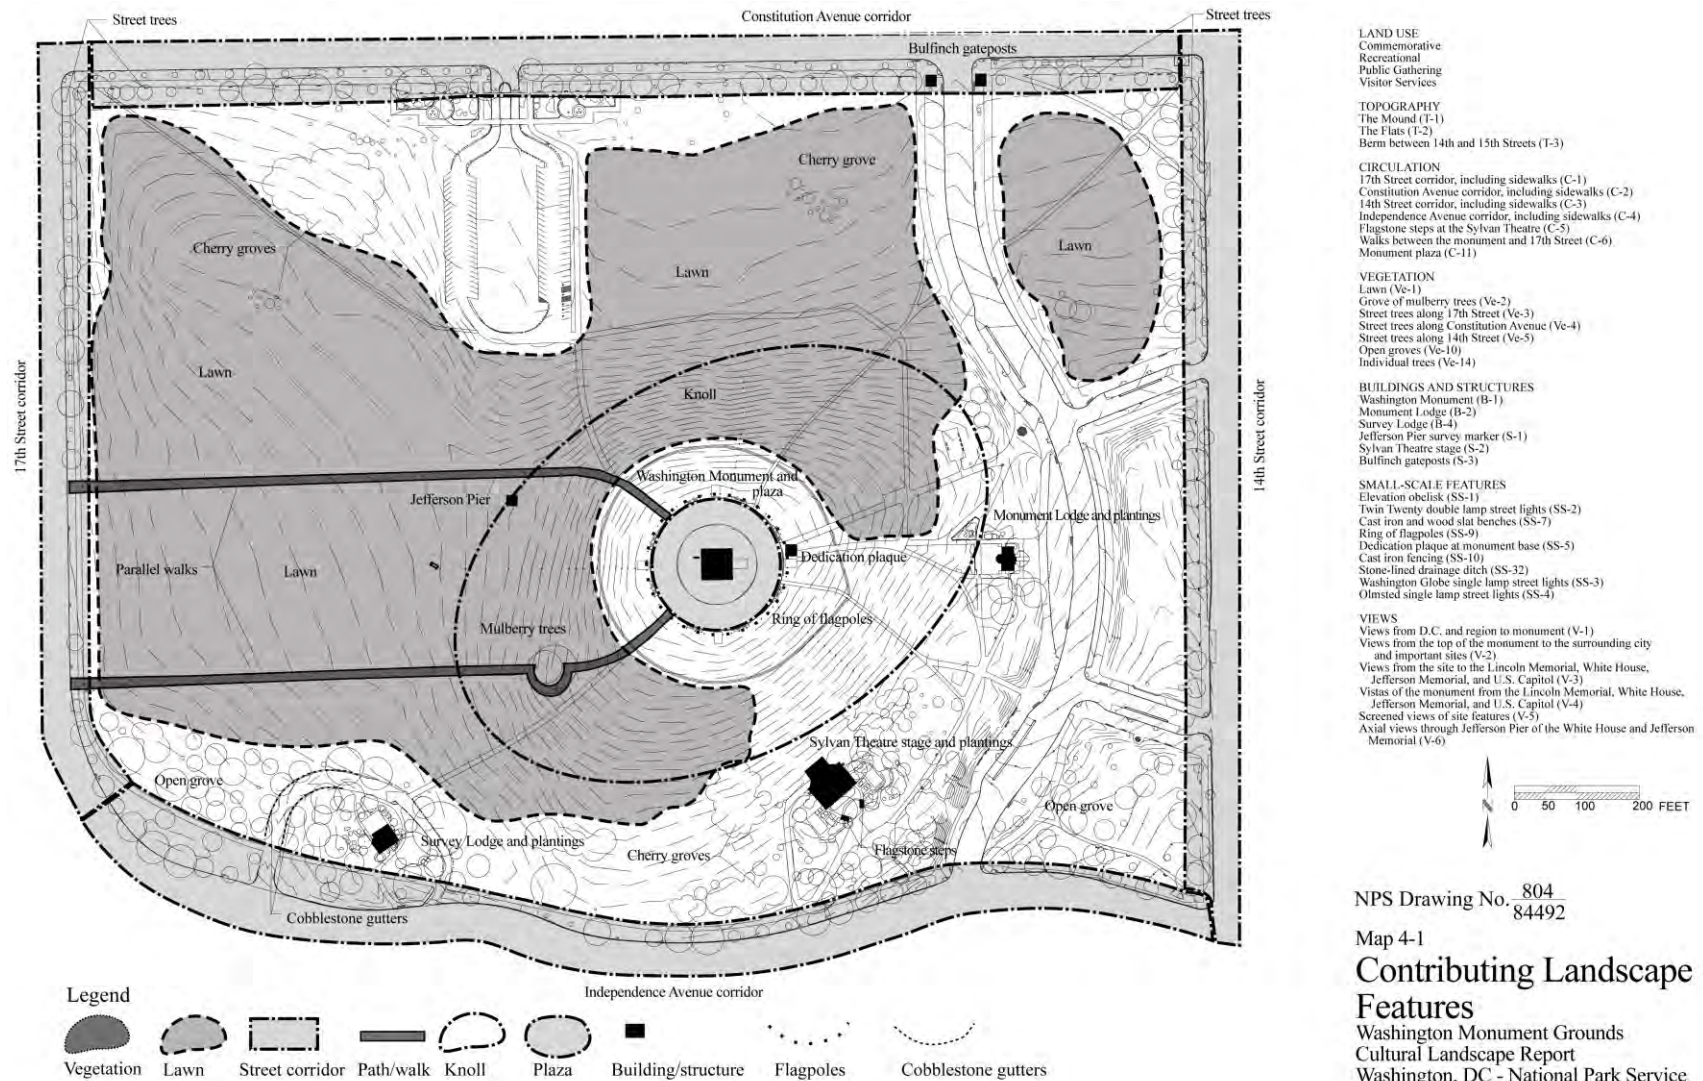 Street trees
Constitution Avenue corridor
Street trees
Bulfinch gateposts
Cherry grove
Cherry groves
Lawn
Lawn
Lawn
Knoll
17th Street corridor
14th Street corridor
Washington Monument and
plaza
Jefferson Pier
Monument Lodge and plantings
Dedication plaque
Parallel walks
Lawn
Ring of flagpoles
Mulberry trees
Sylvan Theatre stage and plantings
Open grove
Open grove
Survey Lodge and plantings
Cherry groves
Flagstone steps
Cobblestone gutters
Independence Avenue corridor
Legend
Vegetation
Lawn
Street corridor
Path/walk
Knoll
Plaza
Building/structure
Flagpoles
Cobblestone gutters
LAND USE
Commemorative
Recreational
Public Gathering
Visitor Services
TOPOGRAPHY
The Mound (T-1)
The Flats (T-2)
Berm between 14th and 15th Streets (T-3)
CIRCULATION
17th Street corridor, including sidewalks (C-1)
Constitution Avenue corridor, including sidewalks (C-2)
14th Street corridor, including sidewalks (C-3)
Independence Avenue corridor, including sidewalks (C-4)
Flagstone steps at the Sylvan Theatre (C-5)
Walks between the monument and 17th Street (C-6)
Monument plaza (C-11)
VEGETATION
Lawn (Ve-1)
Grove of mulberry trees (Ve-2)
Street trees along 17th Street (Ve-3)
Street trees along Constitution Avenue (Ve-4)
Street trees along 14th Street (Ve-5)
Open groves (Ve-10)
Individual trees (Ve-14)
BUILDINGS AND STRUCTURES
Washington Monument (B-1)
Monument Lodge (B-2)
Survey Lodge (B-4)
Jefferson Pier survey marker (S-1)
Sylvan Theatre stage (S-2)
Bulfinch gateposts (S-3)
SMALL-SCALE FEATURES
Elevation obelisk (SS-1)
Twin Twenty double lamp street lights (SS-2)
Cast iron and wood slat benches (SS-7)
Ring of flagpoles (SS-9)
Dedication plaque at monument base (SS-5)
Cast iron fencing (SS-10)
Stone-lined drainage ditch (SS-32)
Washington Globe single lamp street lights (SS-3)
Olmsted single lamp street lights (SS-4)
VIEWS
Views from D.C. and region to monument (V-1)
Views from the top of the monument to the surrounding city
and important sites (V-2)
Views from the site to the Lincoln Memorial, White House,
Jefferson Memorial, and U.S. Capitol (V-3)
Vistas of the monument from the Lincoln Memorial, White House,
Jefferson Memorial, and U.S. Capitol (V-4)
Screened views of site features (V-5)
Axial views through Jefferson Pier of the White House and Jefferson
Memorial (V-6)
N
0 50 100 200 FEET
NPS Drawing No. 804
84492
Map 4-1
Contributing Landscape
Features
Washington Monument Grounds
Cultural Landscape Report
Washington, DC - National Park Service